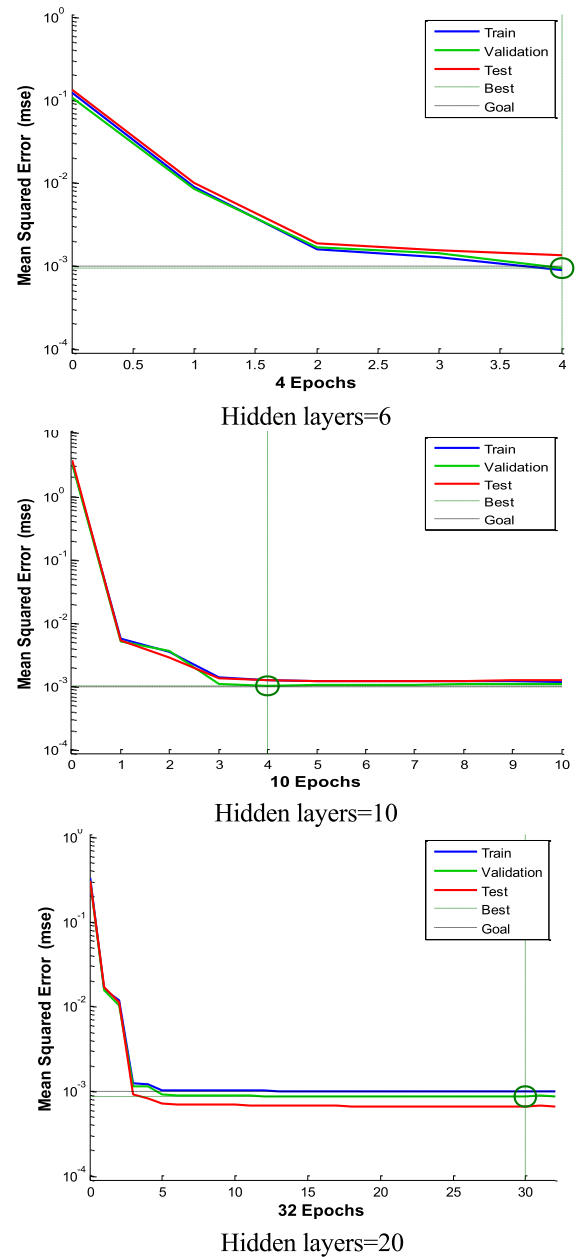 10^0
Train
Validation
Test
Best
Goal
Mean Squared Error (mse)
10^-1
10^-2
10^-3
10^-4
0 0.5 1 1.5 2 2.5 3 3.5 4
4 Epochs
Hidden layers=6
10
Train
Validation
Test
Best
Goal
Mean Squared Error (mse)
10^0
10^-1
10^-2
10^-3
10^-4
0 1 2 3 4 5 6 7 8 9 10
10 Epochs
Hidden layers=10
10^0
Train
Validation
Test
Best
Goal
Mean Squared Error (mse)
10^-1
10^-2
10^-3
10^-4
0 5 10 15 20 25 30
32 Epochs
Hidden layers=20